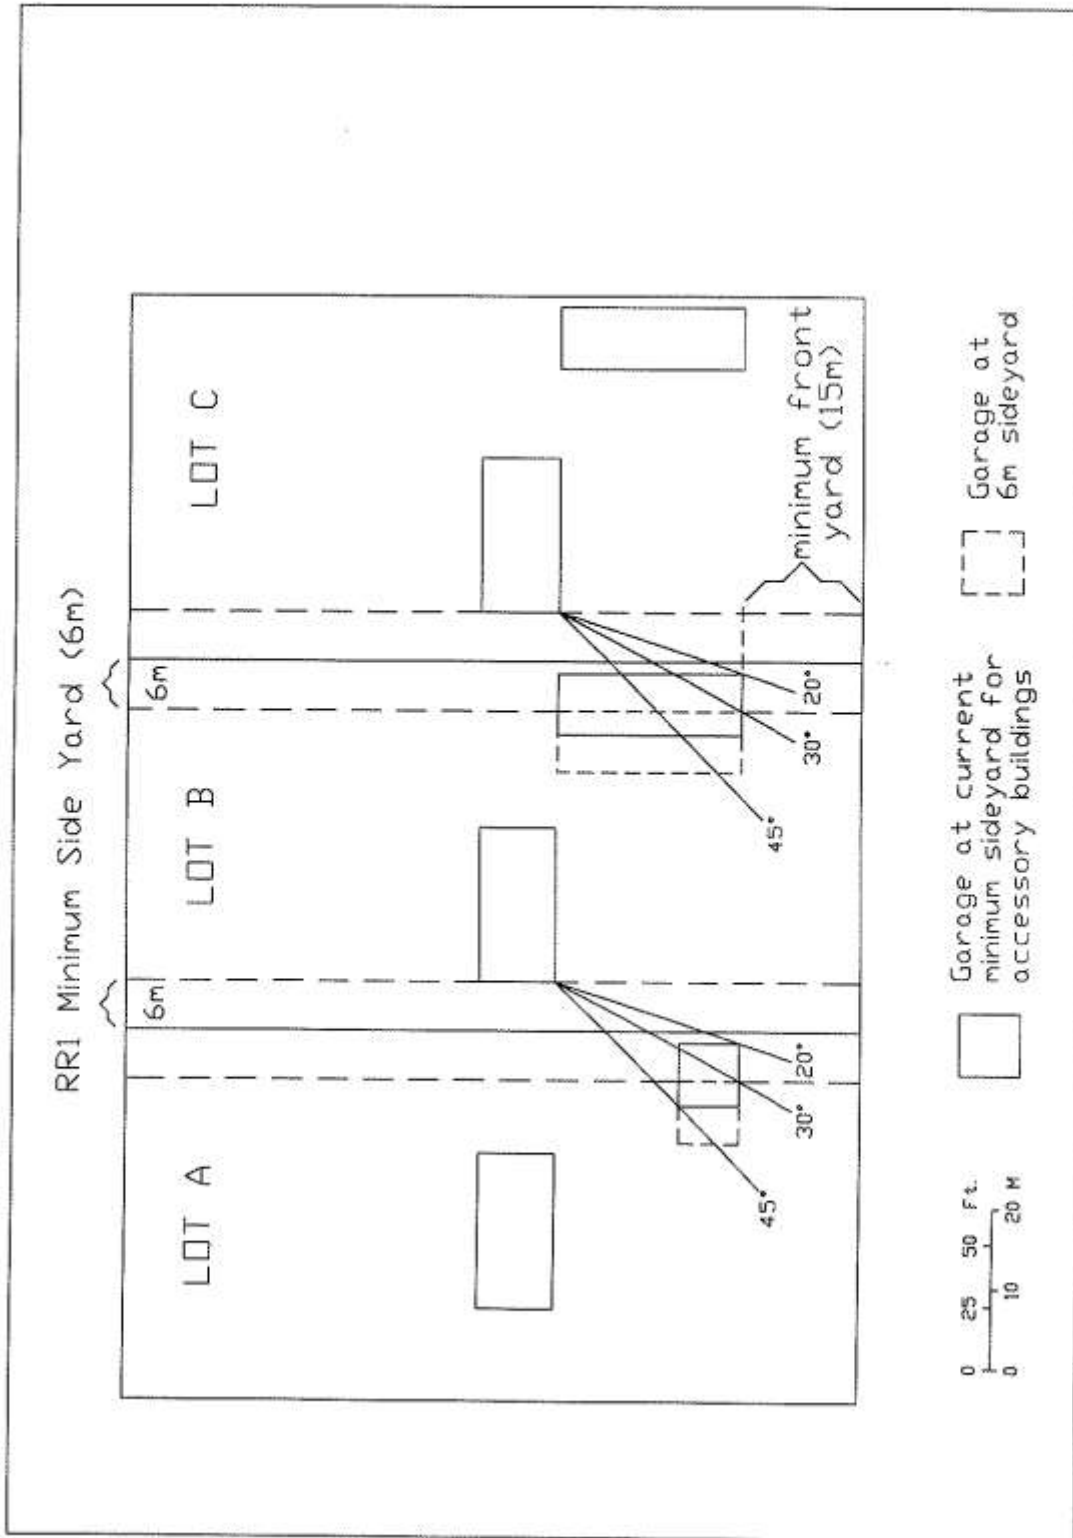 RR1 Minimum Side Yard (6m)
6m
6m
LOT A
LOT B
LOT C
45°
30°
20°
45°
30°
20°
minimum front
yard (15m)
0 25 50 Ft.
0 10 20 M
Garage at current
minimum sideyard for
accessory buildings
Garage at
6m sideyard